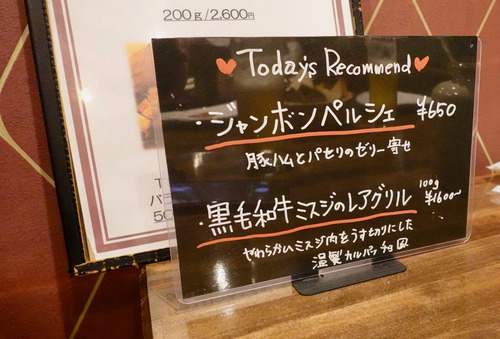 200g/2,600円
Today's Recommend
・ジャンボンペルシェ ¥650
豚ハムとパセリのゼリー寄せ
・黒毛和牛ミスジのレアグリル 100g ¥1600~
やわらかいミスジ肉をうす切りにした
温製カルパッチョ風
T
パ
50